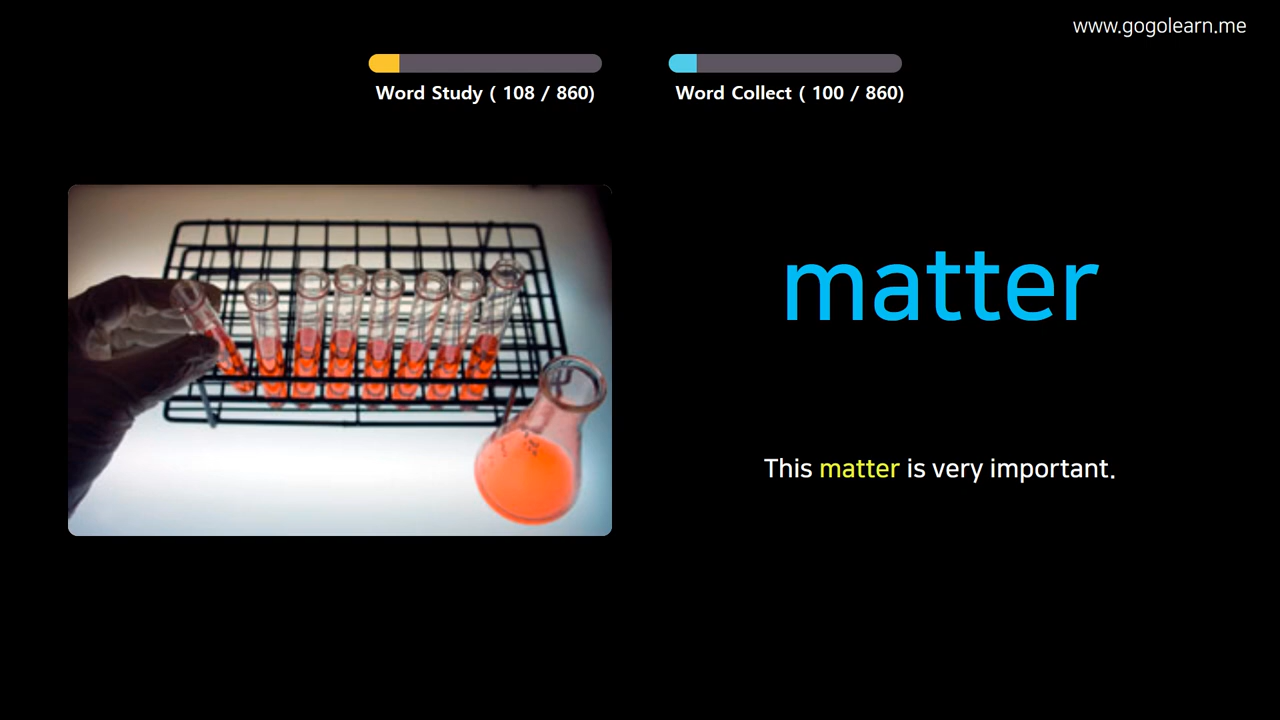 www.gogolearn.me
Word Study ( 108 / 860)
Word Collect ( 100 / 860)
matter
This matter is very important.